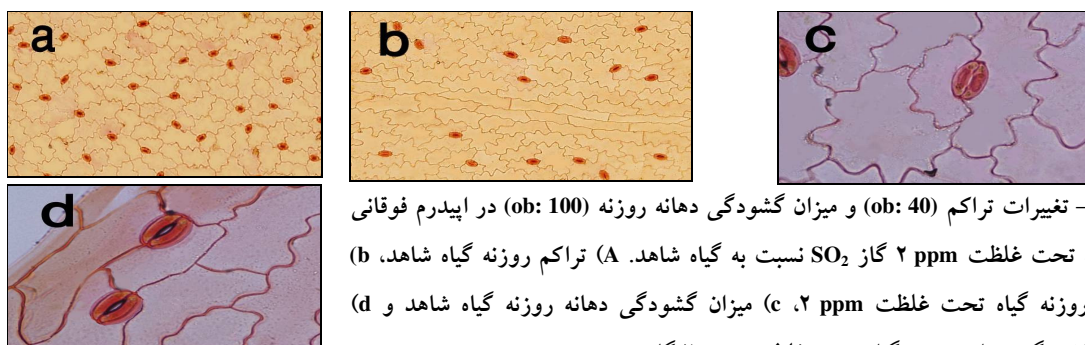 a
b
c
d
– تغییرات تراکم (ob: 40) و میزان گشودگی دهانه روزنه (ob: 100) در اپیدرم فوقانی
تحت غلظت ۲ ppm گاز SO₂ نسبت به گیاه شاهد. A) تراکم روزنه گیاه شاهد، b)
روزنه گیاه تحت غلظت ۲ ppm، c) میزان گشودگی دهانه روزنه گیاه شاهد و d)